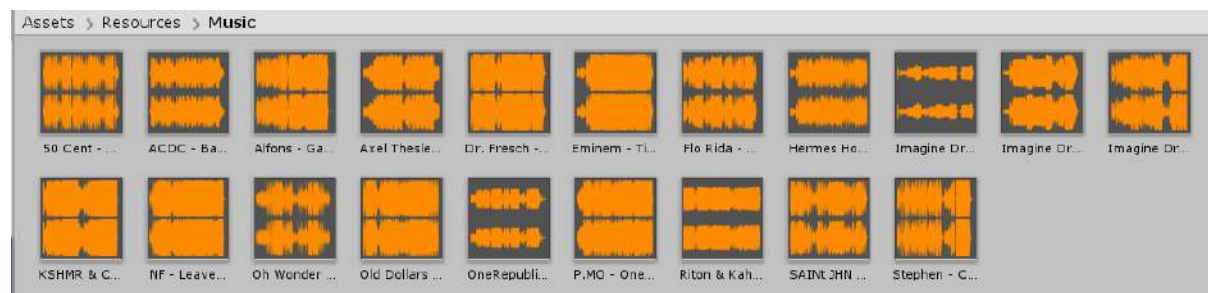 Assets > Resources > Music
50 Cent - ...
ACDC - Ba...
Alfons - Ga...
Axel Thesle...
Dr. Fresch -...
Eminem - Ti...
Flo Rida - ...
Hermes Ho...
Imagine Dr...
Imagine Dr...
Imagine Dr...
KSHMR & C...
NF - Leave...
Oh Wonder ...
Old Dollars ...
OneRepubli...
P.MO - One...
Riton & Kah...
SAINt JHN ...
Stephen - C...